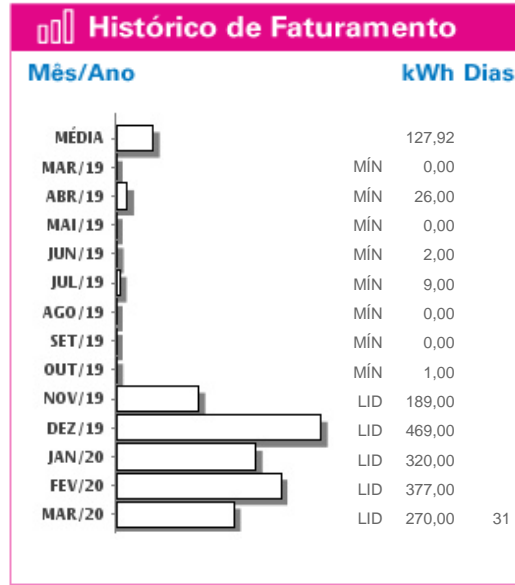 Histórico de Faturamento
Mês/Ano kWh Dias
MÉDIA 127,92
MAR/19 MÍN 0,00
ABR/19 MÍN 26,00
MAI/19 MÍN 0,00
JUN/19 MÍN 2,00
JUL/19 MÍN 9,00
AGO/19 MÍN 0,00
SET/19 MÍN 0,00
OUT/19 MÍN 1,00
NOV/19 LID 189,00
DEZ/19 LID 469,00
JAN/20 LID 320,00
FEV/20 LID 377,00
MAR/20 LID 270,00 31